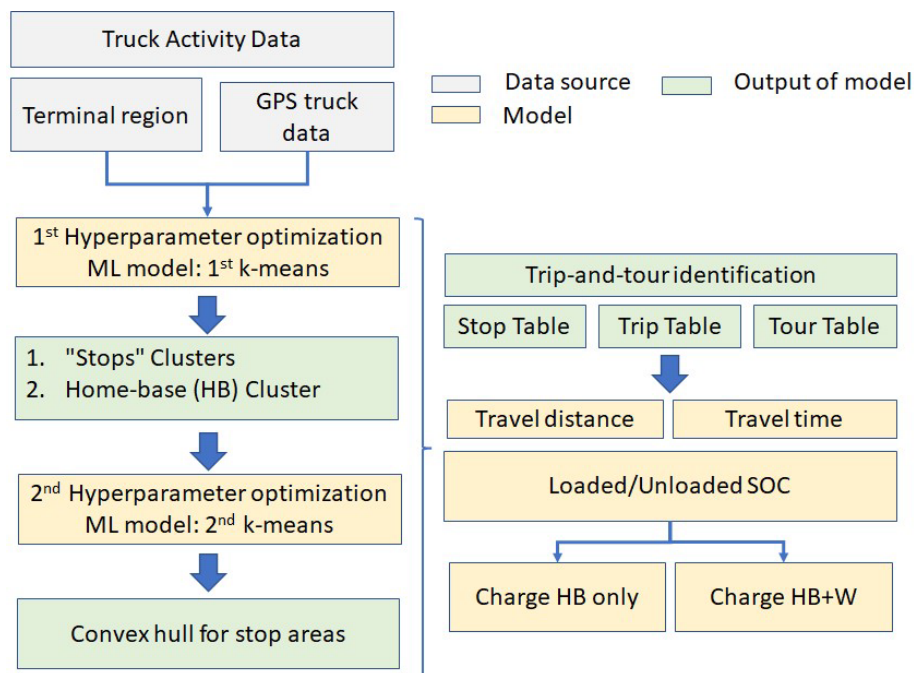 Truck Activity Data
Terminal region
GPS truck
data
Data source
Output of model
Model
1st Hyperparameter optimization
ML model: 1st k-means
1. "Stops" Clusters
2. Home-base (HB) Cluster
2nd Hyperparameter optimization
ML model: 2nd k-means
Convex hull for stop areas
Trip-and-tour identification
Stop Table
Trip Table
Tour Table
Travel distance
Travel time
Loaded/Unloaded SOC
Charge HB only
Charge HB+W